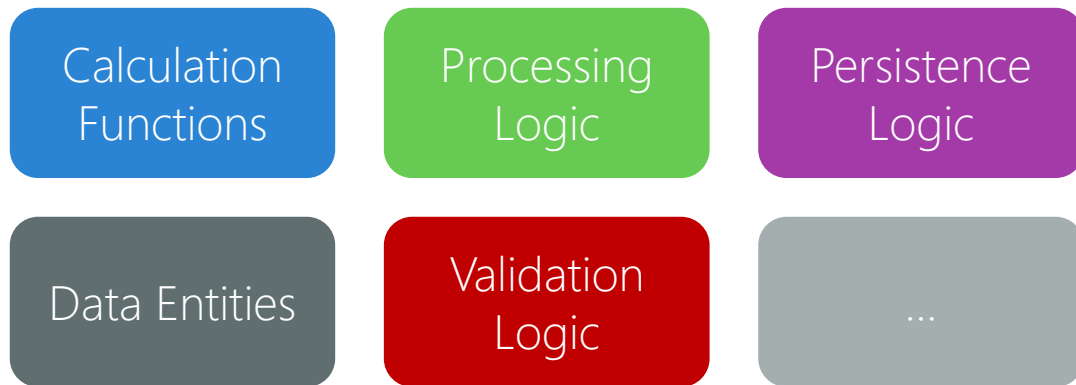 Calculation
Functions
Processing
Logic
Persistence
Logic
Data Entities
Validation
Logic
...